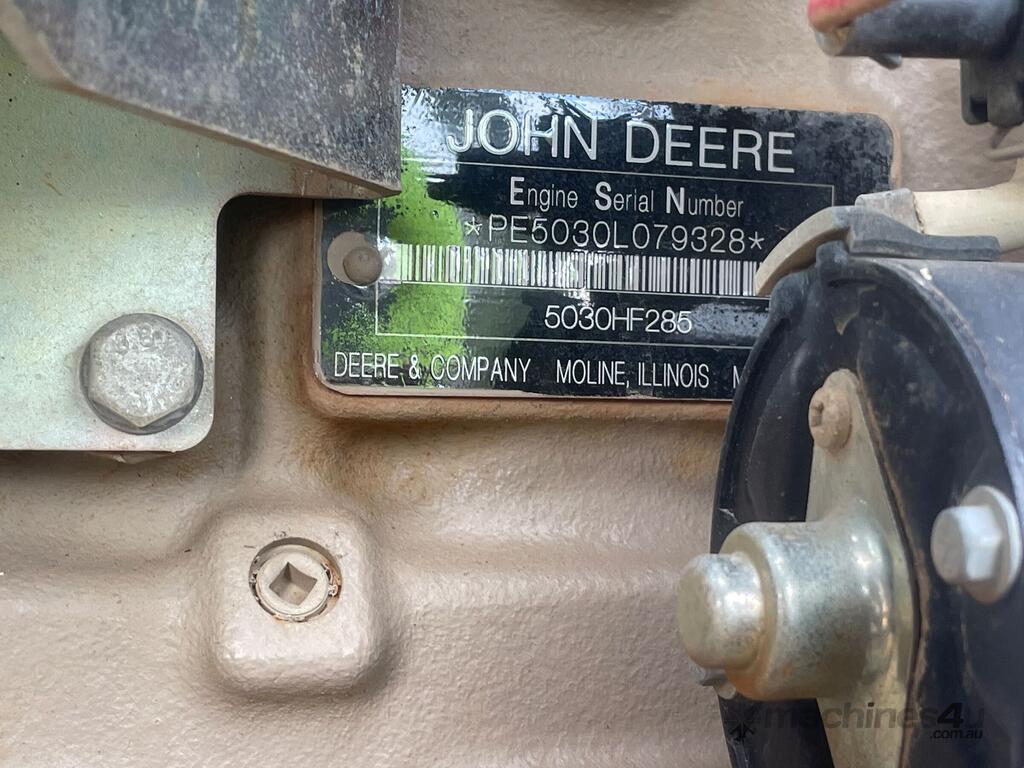 JOHN DEERE
Engine Serial Number
*PE5030L079328*
5030HF285
DEERE & COMPANY MOLINE, ILLINOIS
machines4u
.com.au